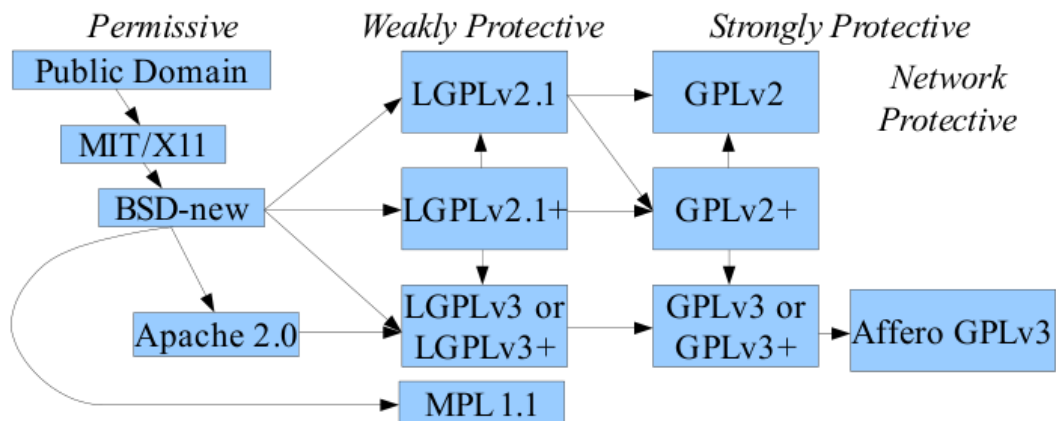 Permissive
Weakly Protective
Strongly Protective
Network
Protective
Public Domain
MIT/X11
BSD-new
Apache 2.0
LGPLv2.1
LGPLv2.1+
LGPLv3 or
LGPLv3+
MPL 1.1
GPLv2
GPLv2+
GPLv3 or
GPLv3+
Affero GPLv3